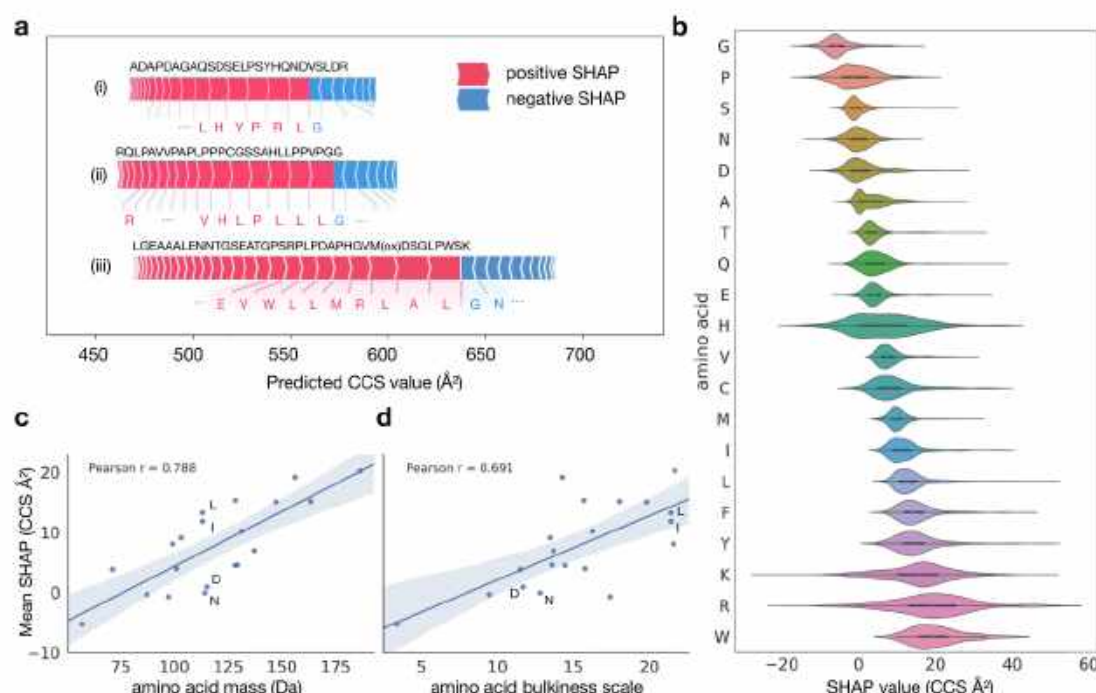 a
ADAPDAGAQSDSELPSYHQNDVSLDR
(i)
positive SHAP
negative SHAP
··· L H Y P R L G
RQLPAVVPAPLPPPCGSSAHLLPPVPGG
(ii)
R ··· V H L P L L L G ···
LGEAAALENNTGSEATGPSRPLPDAPHGVM(ox)DSGLPWSK
(iii)
··· E V W L L M R L A L G N ···
450 500 550 600 650 700
Predicted CCS value (Å²)
b
G
P
S
N
D
A
T
Q
E
H
V
C
M
I
L
F
Y
K
R
W
amino acid
−20 0 20 40 60
SHAP value (CCS Å²)
c
Pearson r = 0.788
20
10
0
−10
Mean SHAP (CCS Å²)
L
I
D
N
75 100 125 150 175
amino acid mass (Da)
d
Pearson r = 0.691
L
I
D
N
5 10 15 20
amino acid bulkiness scale